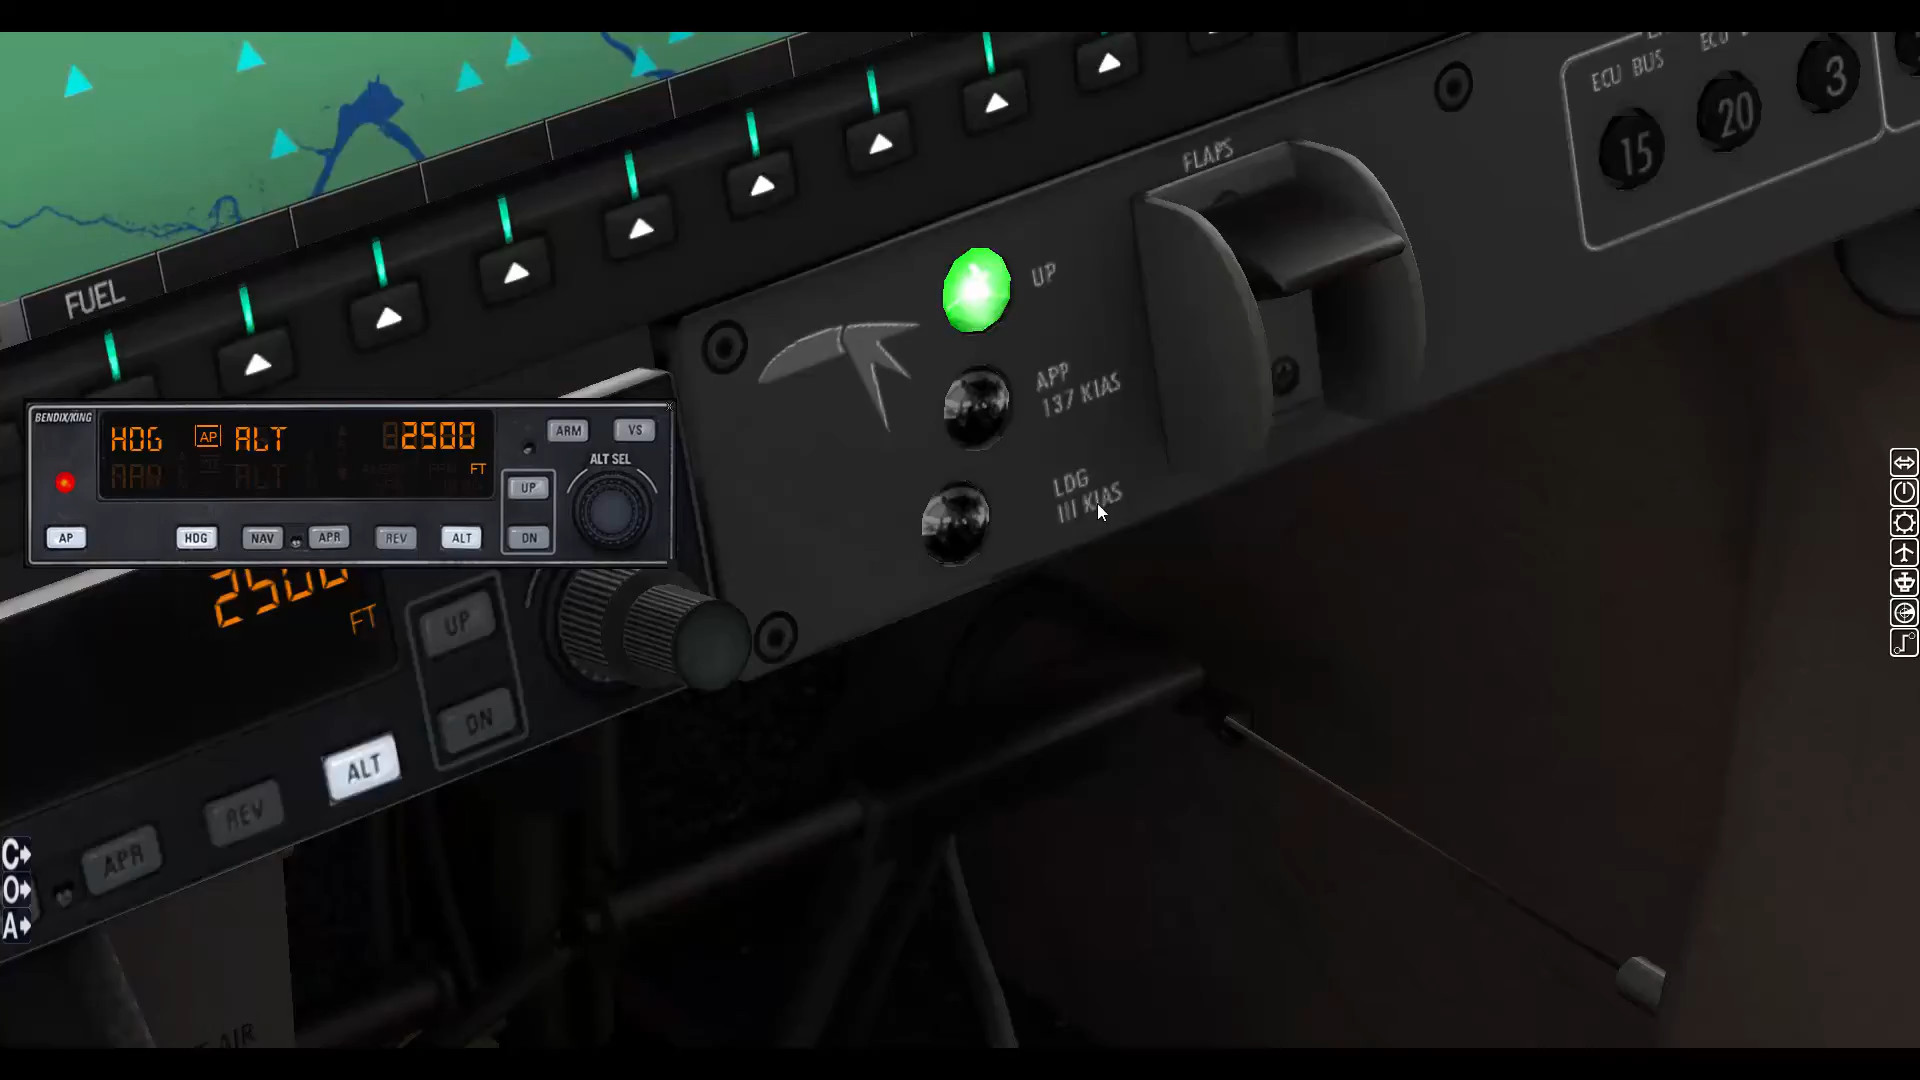 ECU BUS
15
20
3
FLAPS
UP
APP
137 KIAS
LDG
111 KIAS
FUEL
BENDIX/KING
HDG AP ALT 2500
FT
ARM
VS
ALT SEL
UP
DN
AP
HDG
NAV
APR
REV
ALT
2500
FT
UP
DN
ALT
REV
APR
C
O
A
AIR